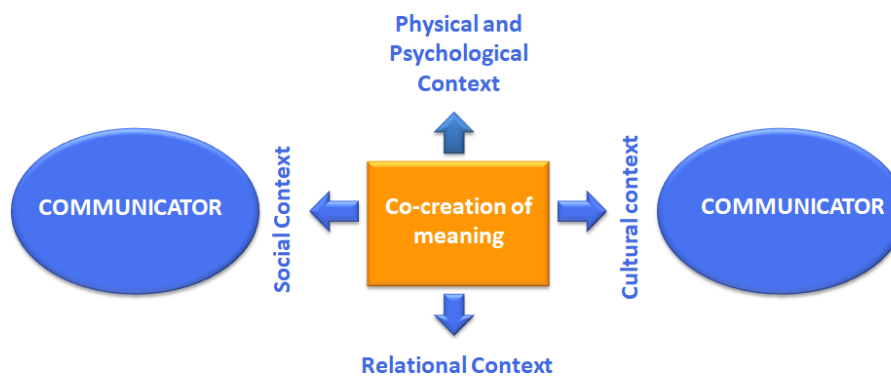 Physical and
Psychological
Context
COMMUNICATOR
Social Context
Co-creation of
meaning
Cultural context
COMMUNICATOR
Relational Context